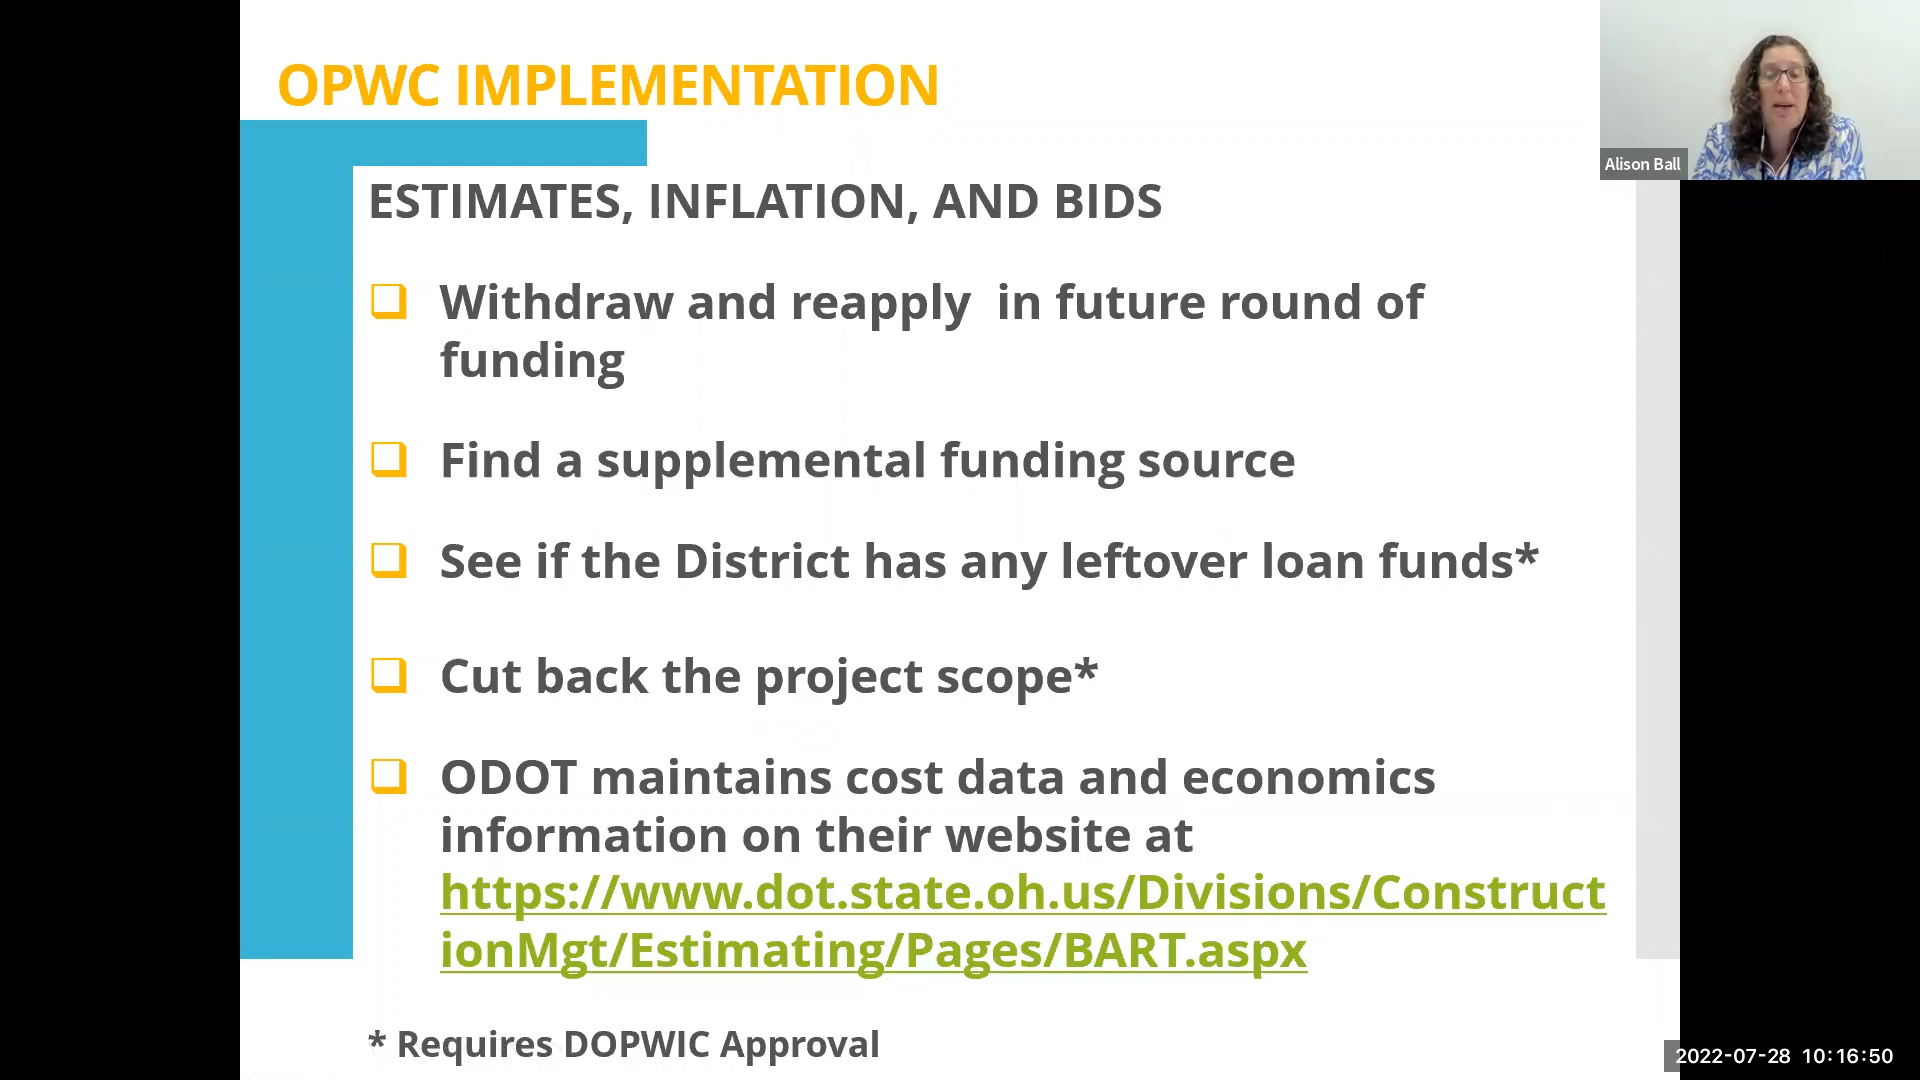 OPWC IMPLEMENTATION
Alison Ball
ESTIMATES, INFLATION, AND BIDS
Withdraw and reapply  in future round of
funding
Find a supplemental funding source
See if the District has any leftover loan funds*
Cut back the project scope*
ODOT maintains cost data and economics
information on their website at
https://www.dot.state.oh.us/Divisions/Construct
ionMgt/Estimating/Pages/BART.aspx
* Requires DOPWIC Approval
2022-07-28 10:16:50